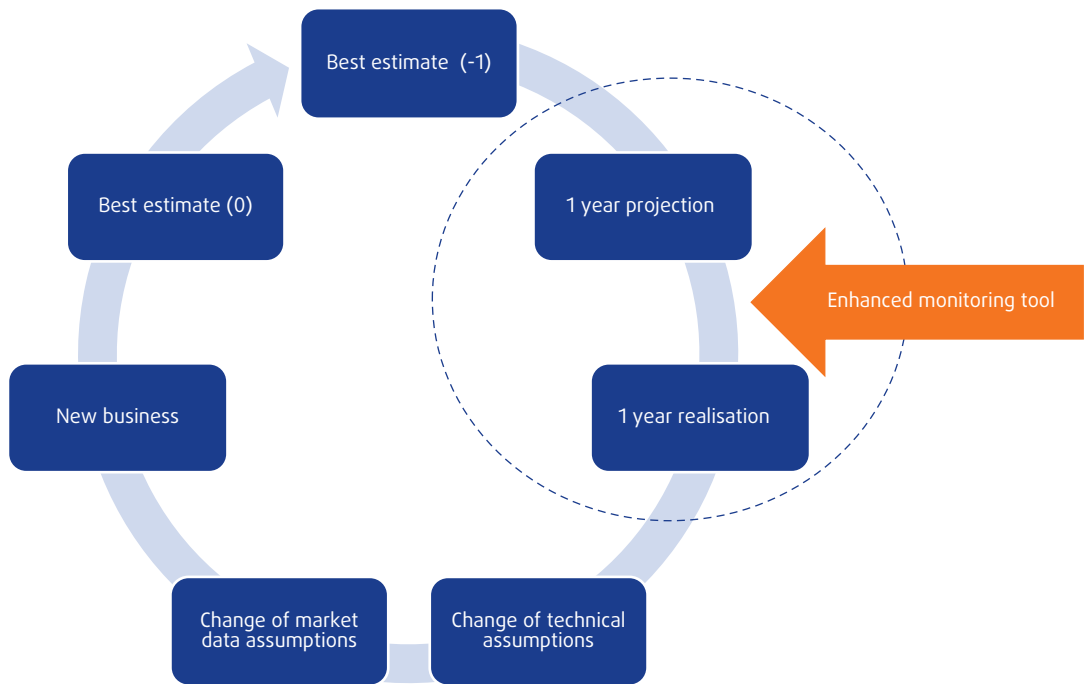 Best estimate (-1)
1 year projection
Enhanced monitoring tool
1 year realisation
Change of technical
assumptions
Change of market
data assumptions
New business
Best estimate (0)